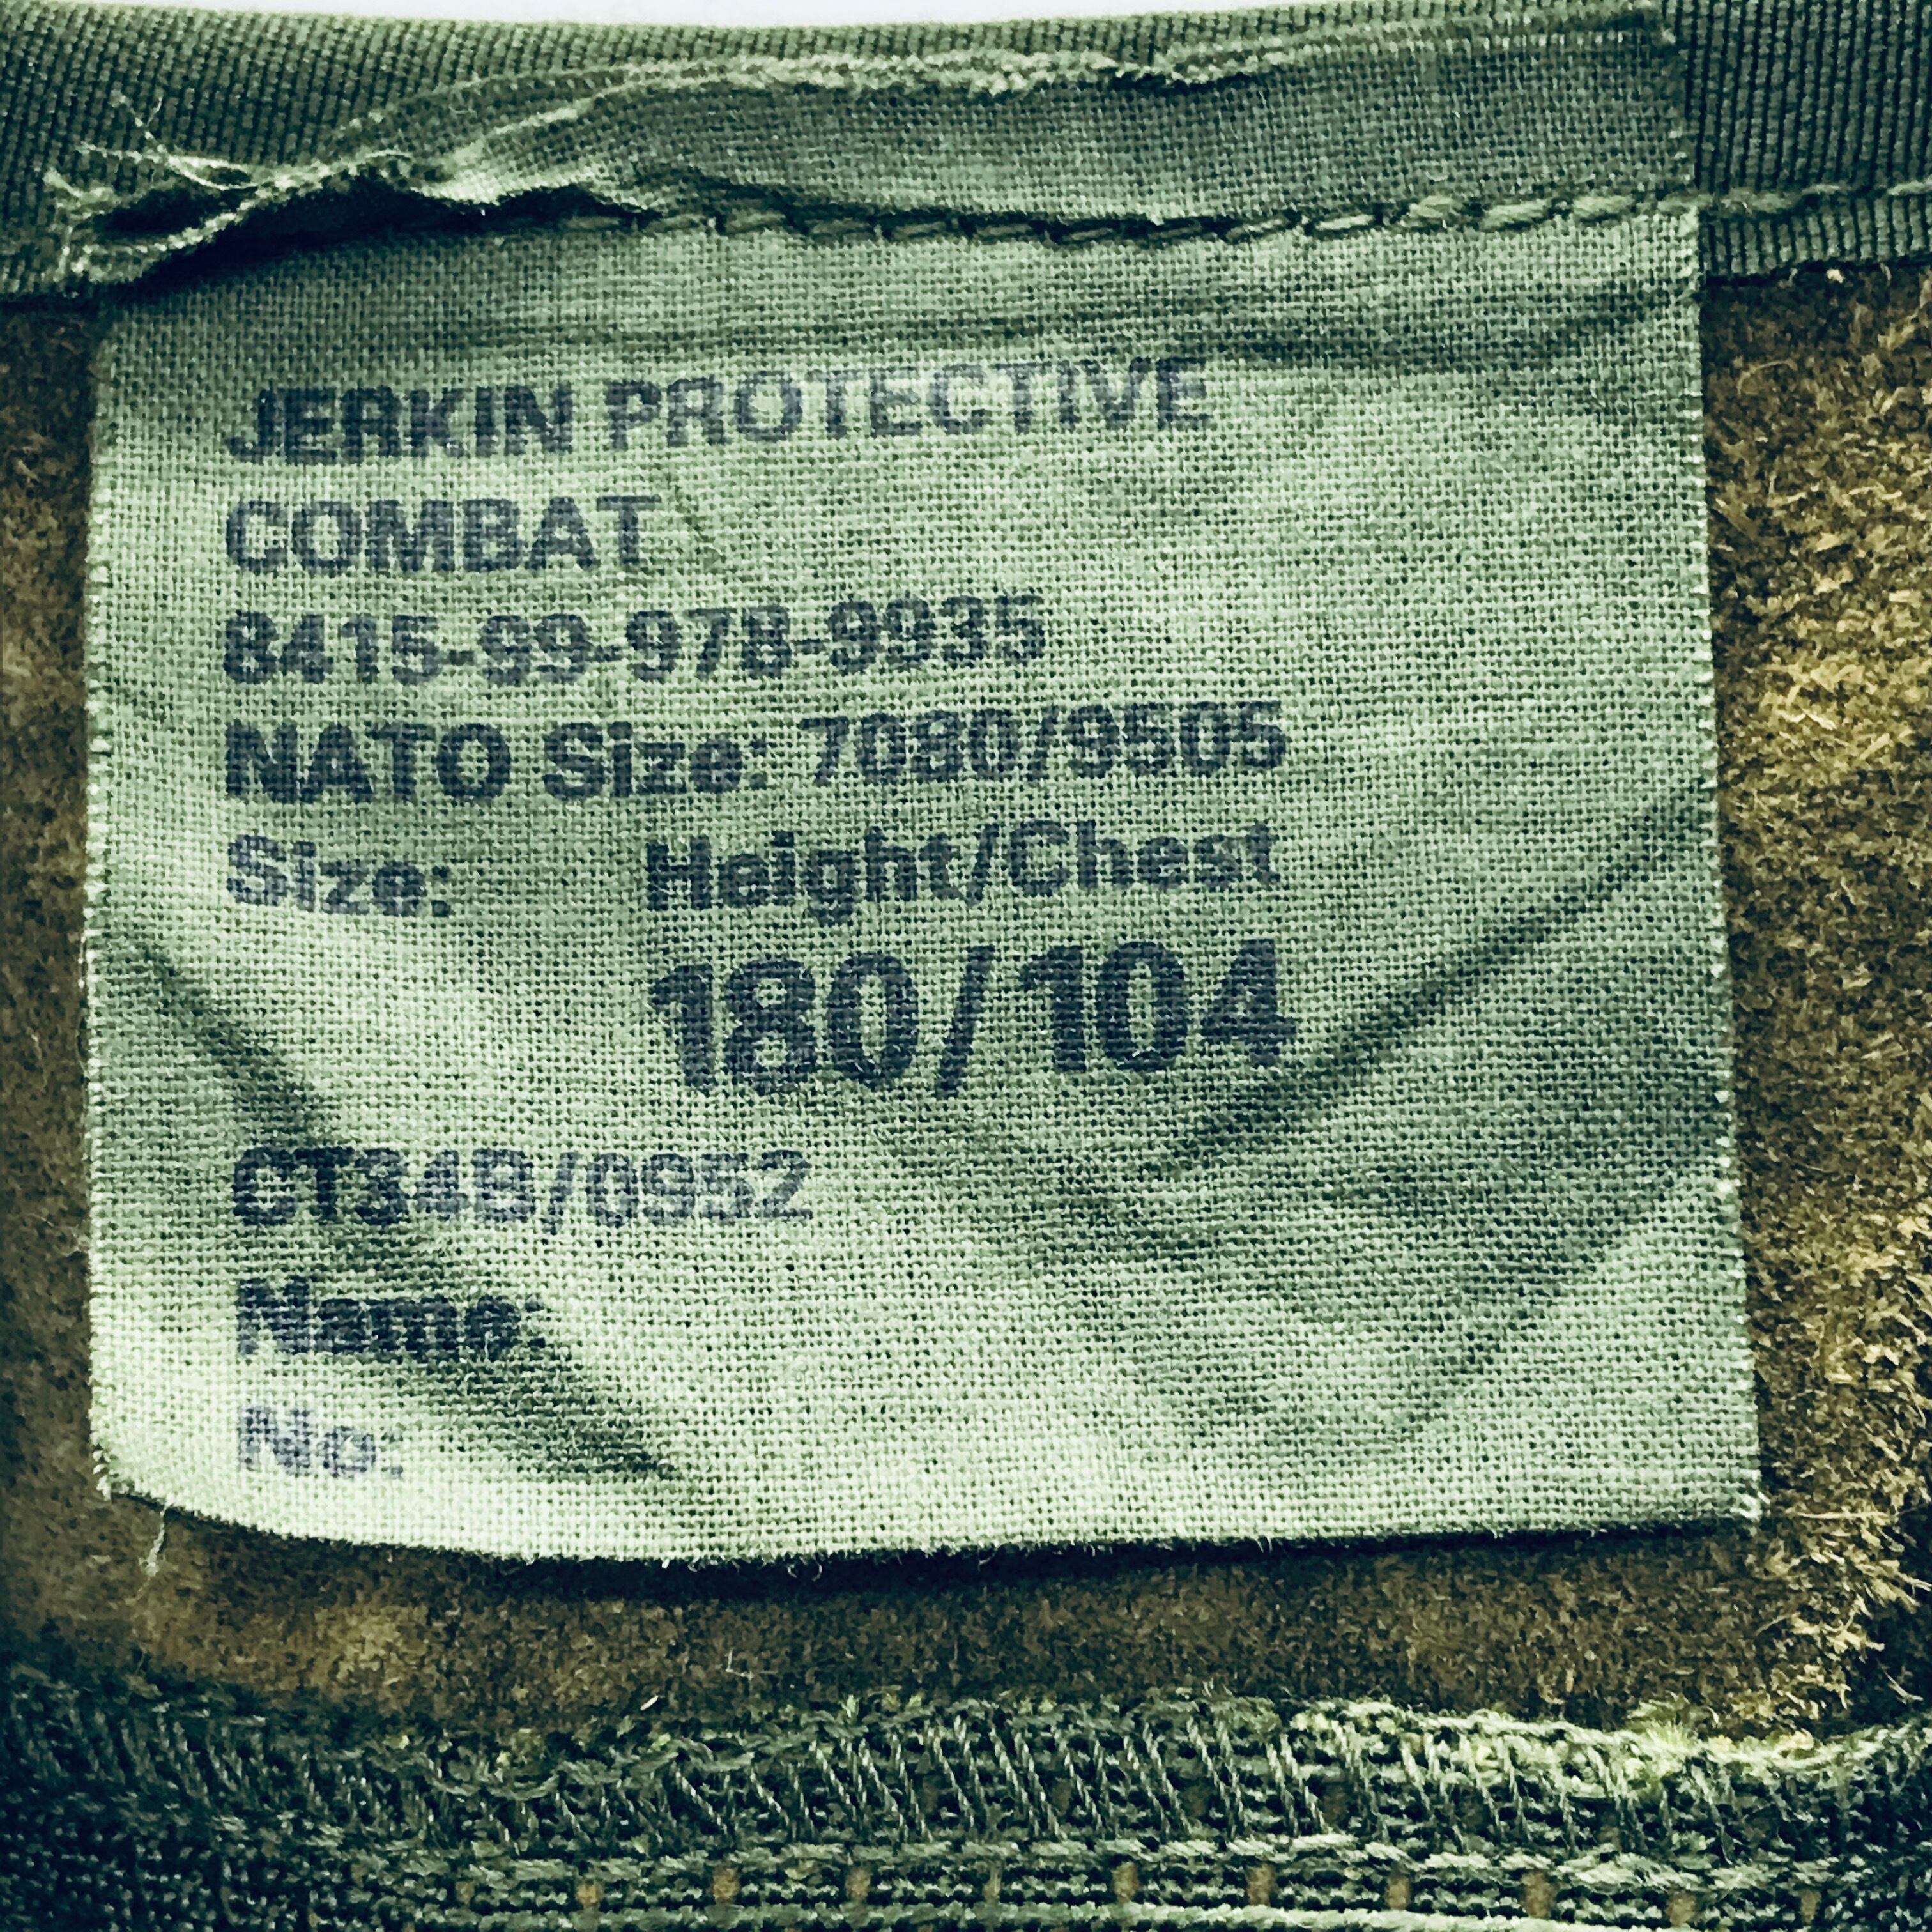 JERKIN PROTECTIVE
COMBAT
8415-99-978-9935
NATO Size: 7080/9505
Size: Height/Chest
180/104
CT34B/0952
Name:
No: